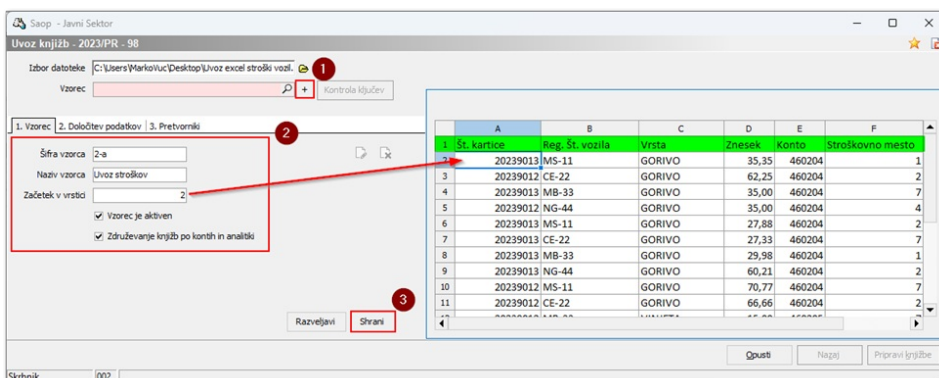 Saop - Javni Sektor
Uvoz knjižb - 2023/PR - 98
Izbor datoteke C:\Users\MarkoVuc\Desktop\Uvoz excel stroški vozil. 1
Vzorec + Kontrola ključev
1. Vzorec 2. Določitev podatkov 3. Pretvorniki
2
Šifra vzorca 2-a
Naziv vzorca Uvoz stroškov
Začetek v vrstici 2
Vzorec je aktiven
Združevanje knjižb po kontih in analitiki
3
Razveljavi Shrani
A B C D E F
1 Št. kartice Reg. Št. vozila Vrsta Znesek Konto Stroškovno mesto
2 20239013 MS-11 GORIVO 35,35 460204 1
3 20239012 CE-22 GORIVO 62,25 460204 2
4 20239013 MB-33 GORIVO 35,00 460204 7
5 20239012 NG-44 GORIVO 35,00 460204 4
6 20239013 MS-11 GORIVO 27,88 460204 2
7 20239013 CE-22 GORIVO 27,33 460204 7
8 20239013 MB-33 GORIVO 29,98 460204 1
9 20239013 NG-44 GORIVO 60,21 460204 2
10 20239012 MS-11 GORIVO 70,77 460204 7
11 20239012 CE-22 GORIVO 66,66 460204 2
Opusti Nazaj Pripravi knjižbe
Skrbnik 002